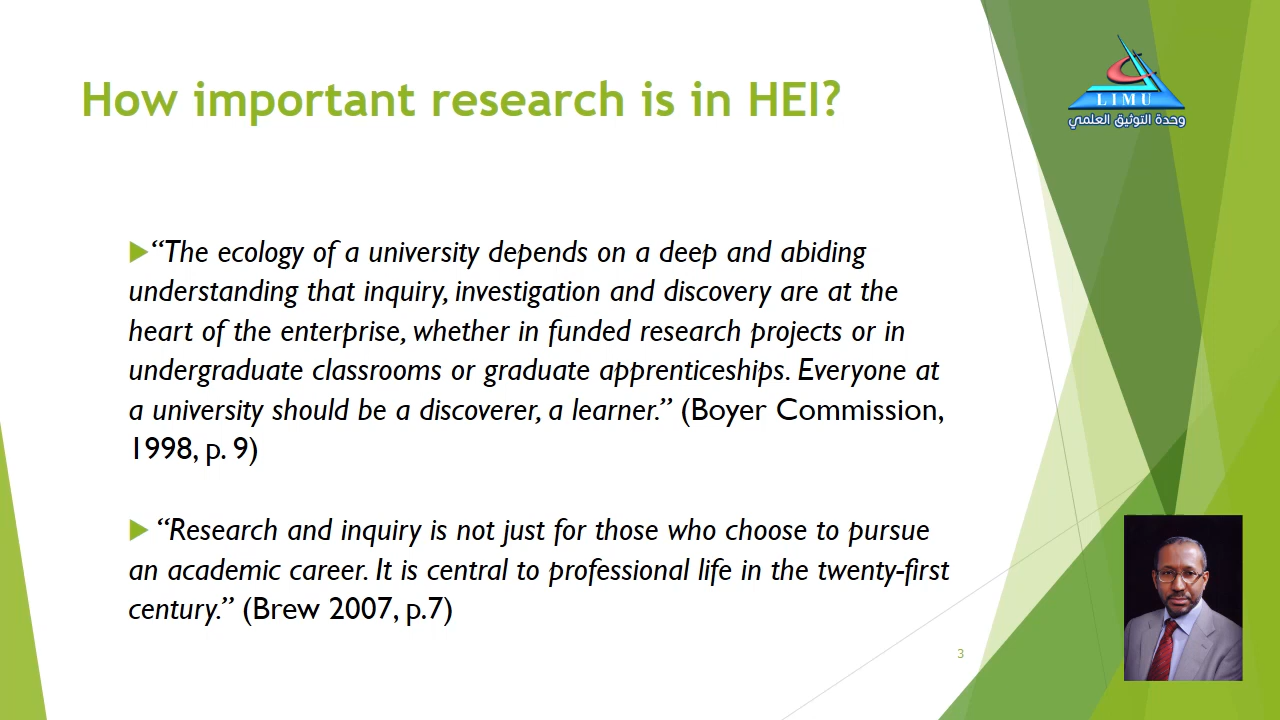 How important research is in HEI?
LIMU
وحدة التوثيق العلمي
“The ecology of a university depends on a deep and abiding
understanding that inquiry, investigation and discovery are at the
heart of the enterprise, whether in funded research projects or in
undergraduate classrooms or graduate apprenticeships. Everyone at
a university should be a discoverer, a learner.” (Boyer Commission,
1998, p. 9)
“Research and inquiry is not just for those who choose to pursue
an academic career. It is central to professional life in the twenty-first
century.” (Brew 2007, p.7)
3